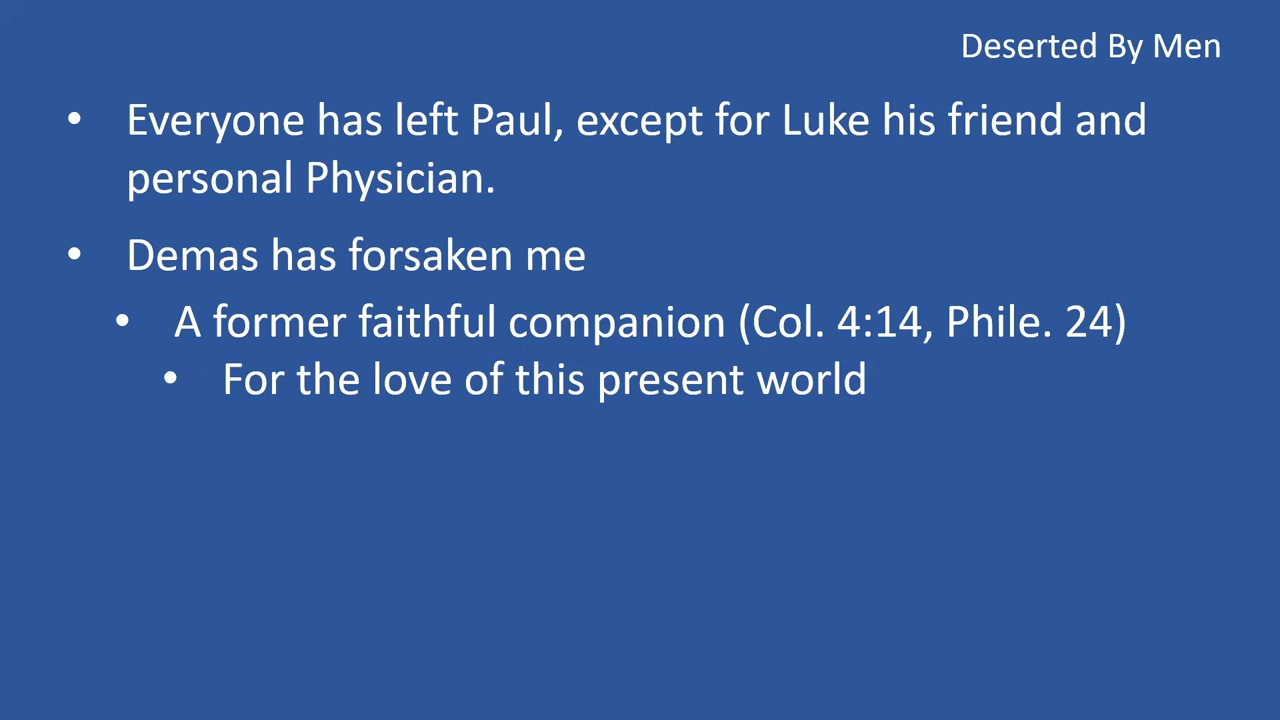 Deserted By Men
• Everyone has left Paul, except for Luke his friend and
personal Physician.
• Demas has forsaken me
• A former faithful companion (Col. 4:14, Phile. 24)
• For the love of this present world